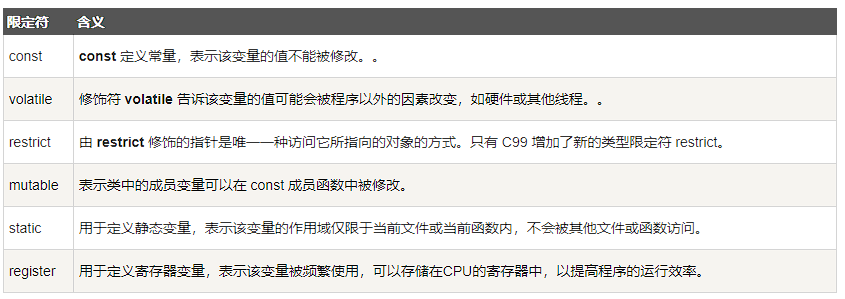 限定符 含义
const const 定义常量，表示该变量的值不能被修改。。
volatile 修饰符 volatile 告诉该变量的值可能会被程序以外的因素改变，如硬件或其他线程。。
restrict 由 restrict 修饰的指针是唯一一种访问它所指向的对象的方式。只有 C99 增加了新的类型限定符 restrict。
mutable 表示类中的成员变量可以在 const 成员函数中被修改。
static 用于定义静态变量，表示该变量的作用域仅限于当前文件或当前函数内，不会被其他文件或函数访问。
register 用于定义寄存器变量，表示该变量被频繁使用，可以存储在CPU的寄存器中，以提高程序的运行效率。